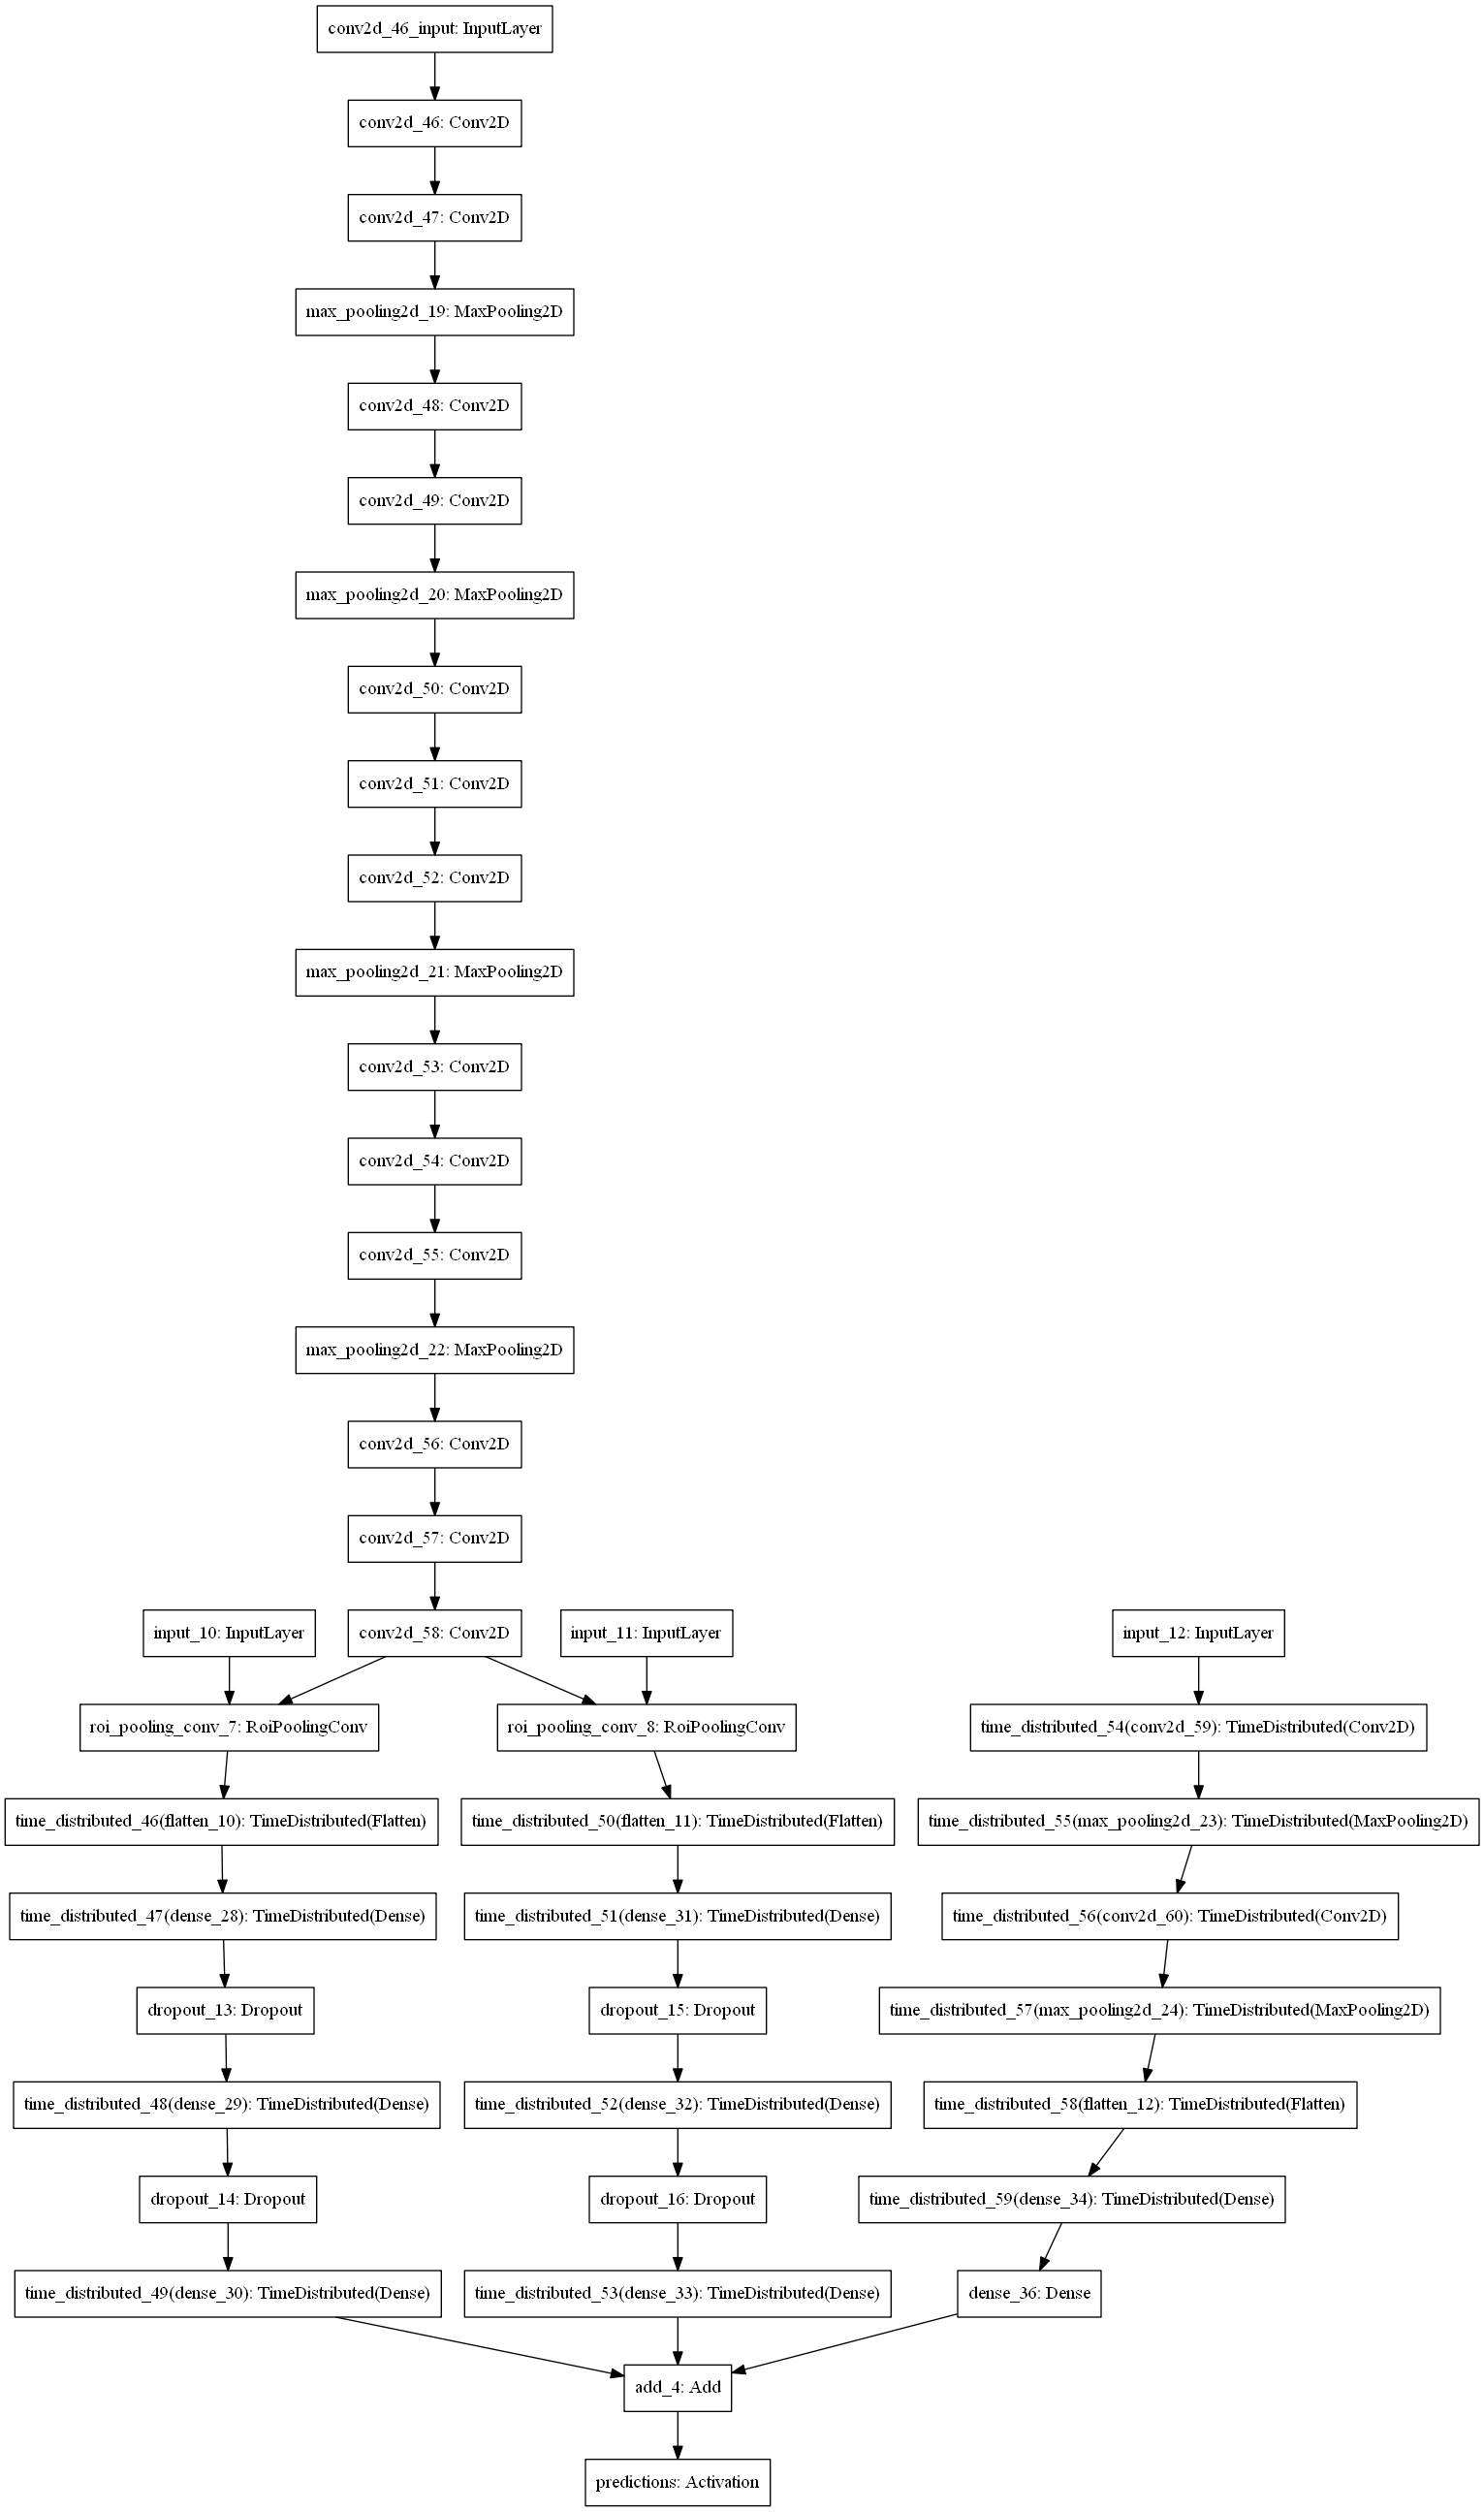 conv2d_46_input: InputLayer
conv2d_46: Conv2D
conv2d_47: Conv2D
max_pooling2d_19: MaxPooling2D
conv2d_48: Conv2D
conv2d_49: Conv2D
max_pooling2d_20: MaxPooling2D
conv2d_50: Conv2D
conv2d_51: Conv2D
conv2d_52: Conv2D
max_pooling2d_21: MaxPooling2D
conv2d_53: Conv2D
conv2d_54: Conv2D
conv2d_55: Conv2D
max_pooling2d_22: MaxPooling2D
conv2d_56: Conv2D
conv2d_57: Conv2D
input_10: InputLayer
conv2d_58: Conv2D
input_11: InputLayer
input_12: InputLayer
roi_pooling_conv_7: RoiPoolingConv
roi_pooling_conv_8: RoiPoolingConv
time_distributed_54(conv2d_59): TimeDistributed(Conv2D)
time_distributed_46(flatten_10): TimeDistributed(Flatten)
time_distributed_50(flatten_11): TimeDistributed(Flatten)
time_distributed_55(max_pooling2d_23): TimeDistributed(MaxPooling2D)
time_distributed_47(dense_28): TimeDistributed(Dense)
time_distributed_51(dense_31): TimeDistributed(Dense)
time_distributed_56(conv2d_60): TimeDistributed(Conv2D)
dropout_13: Dropout
dropout_15: Dropout
time_distributed_57(max_pooling2d_24): TimeDistributed(MaxPooling2D)
time_distributed_48(dense_29): TimeDistributed(Dense)
time_distributed_52(dense_32): TimeDistributed(Dense)
time_distributed_58(flatten_12): TimeDistributed(Flatten)
dropout_14: Dropout
dropout_16: Dropout
time_distributed_59(dense_34): TimeDistributed(Dense)
time_distributed_49(dense_30): TimeDistributed(Dense)
time_distributed_53(dense_33): TimeDistributed(Dense)
dense_36: Dense
add_4: Add
predictions: Activation